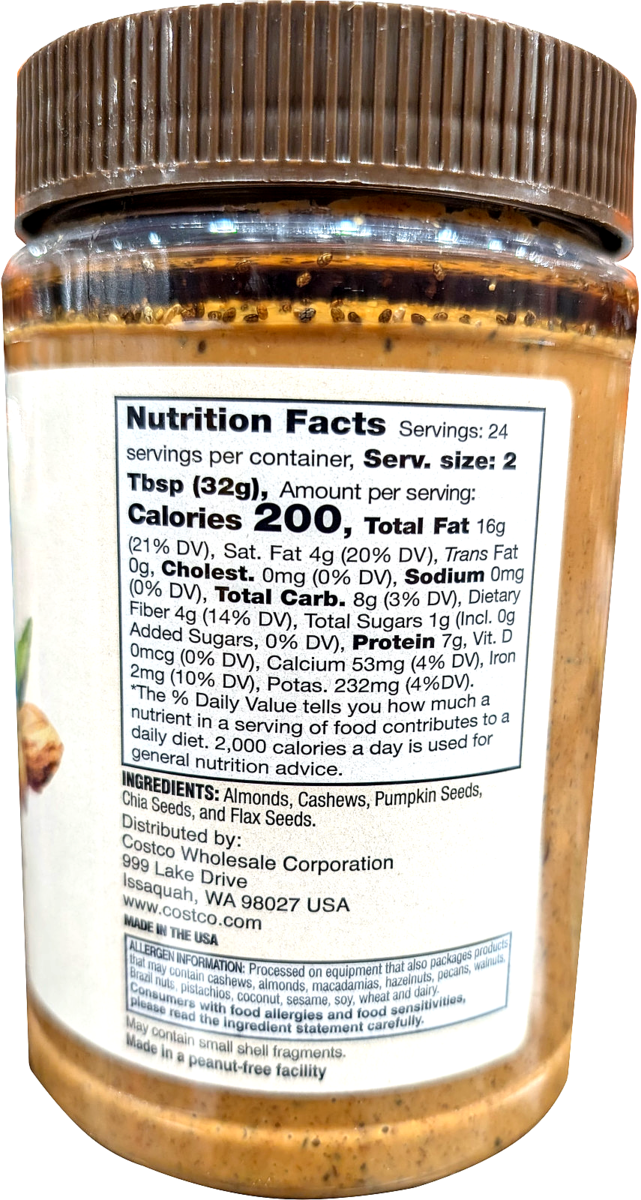 Nutrition Facts Servings: 24
servings per container, Serv. size: 2
Tbsp (32g), Amount per serving:
Calories 200, Total Fat 16g
(21% DV), Sat. Fat 4g (20% DV), Trans Fat
0g, Cholest. 0mg (0% DV), Sodium 0mg
(0% DV), Total Carb. 8g (3% DV), Dietary
Fiber 4g (14% DV), Total Sugars 1g (Incl. 0g
Added Sugars, 0% DV), Protein 7g, Vit. D
0mcg (0% DV), Calcium 53mg (4% DV), Iron
2mg (10% DV), Potas. 232mg (4%DV).
*The % Daily Value tells you how much a
nutrient in a serving of food contributes to a
daily diet. 2,000 calories a day is used for
general nutrition advice.
INGREDIENTS: Almonds, Cashews, Pumpkin Seeds,
Chia Seeds, and Flax Seeds.
Distributed by:
Costco Wholesale Corporation
999 Lake Drive
Issaquah, WA 98027 USA
www.costco.com
MADE IN THE USA
ALLERGEN INFORMATION: Processed on equipment that also packages products
that may contain cashews, almonds, macadamias, hazelnuts, pecans, walnuts,
Brazil nuts, pistachios, coconut, sesame, soy, wheat and dairy.
Consumers with food allergies and food sensitivities,
please read the ingredient statement carefully.
May contain small shell fragments.
Made in a peanut-free facility